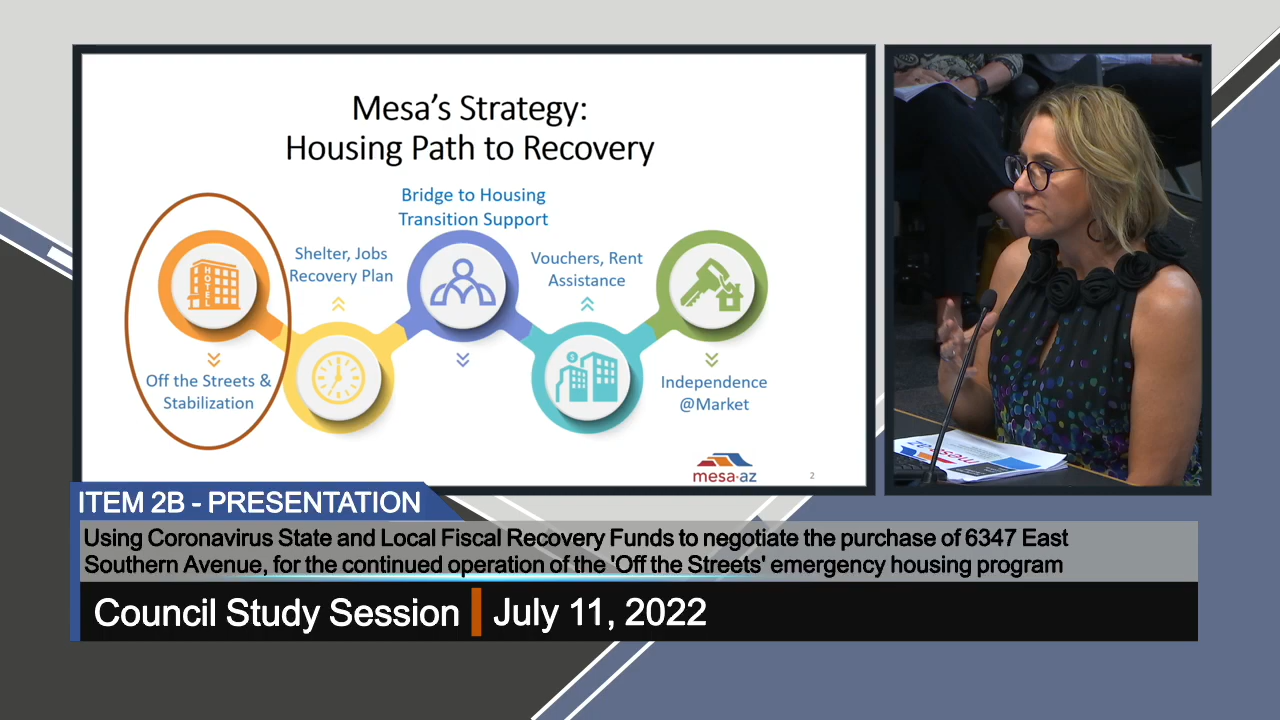 Mesa's Strategy:
Housing Path to Recovery
Bridge to Housing
Transition Support
Shelter, Jobs
Recovery Plan
Vouchers, Rent
Assistance
HOTEL
$
Off the Streets &
Stabilization
Independence
@Market
mesa·az
2
mesa·az
ITEM 2B - PRESENTATION
Using Coronavirus State and Local Fiscal Recovery Funds to negotiate the purchase of 6347 East
Southern Avenue, for the continued operation of the 'Off the Streets' emergency housing program
Council Study Session
July 11, 2022